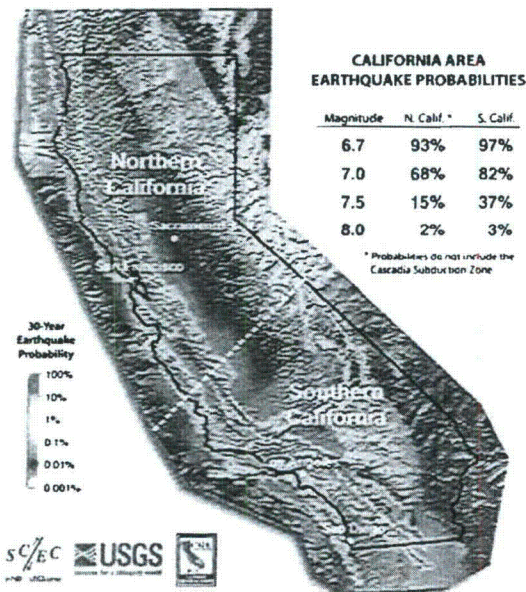 CALIFORNIA AREA
EARTHQUAKE PROBABILITIES
Magnitude N. Calif. * S. Calif.
6.7 93% 97%
7.0 68% 82%
7.5 15% 37%
8.0 2% 3%
* Probabilities do not include the
Cascadia Subduction Zone
Northern
California
Sacramento
San Francisco
30-Year
Earthquake
Probability
100%
10%
1%
0.1%
0.01%
0.001%
Southern
California
SC/EC
USGS